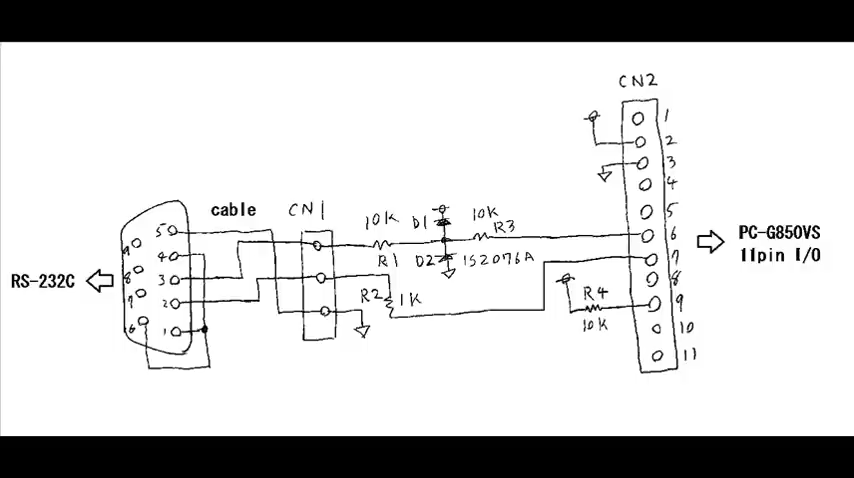 CN2
1
2
3
4
5
6
7
8
9
10
11
cable
CN1
10K
R1
D1
D2
1S2076A
10K
R3
R2
1K
R4
10K
5
4
3
2
1
9
8
7
6
RS-232C
PC-G850VS
11pin I/O